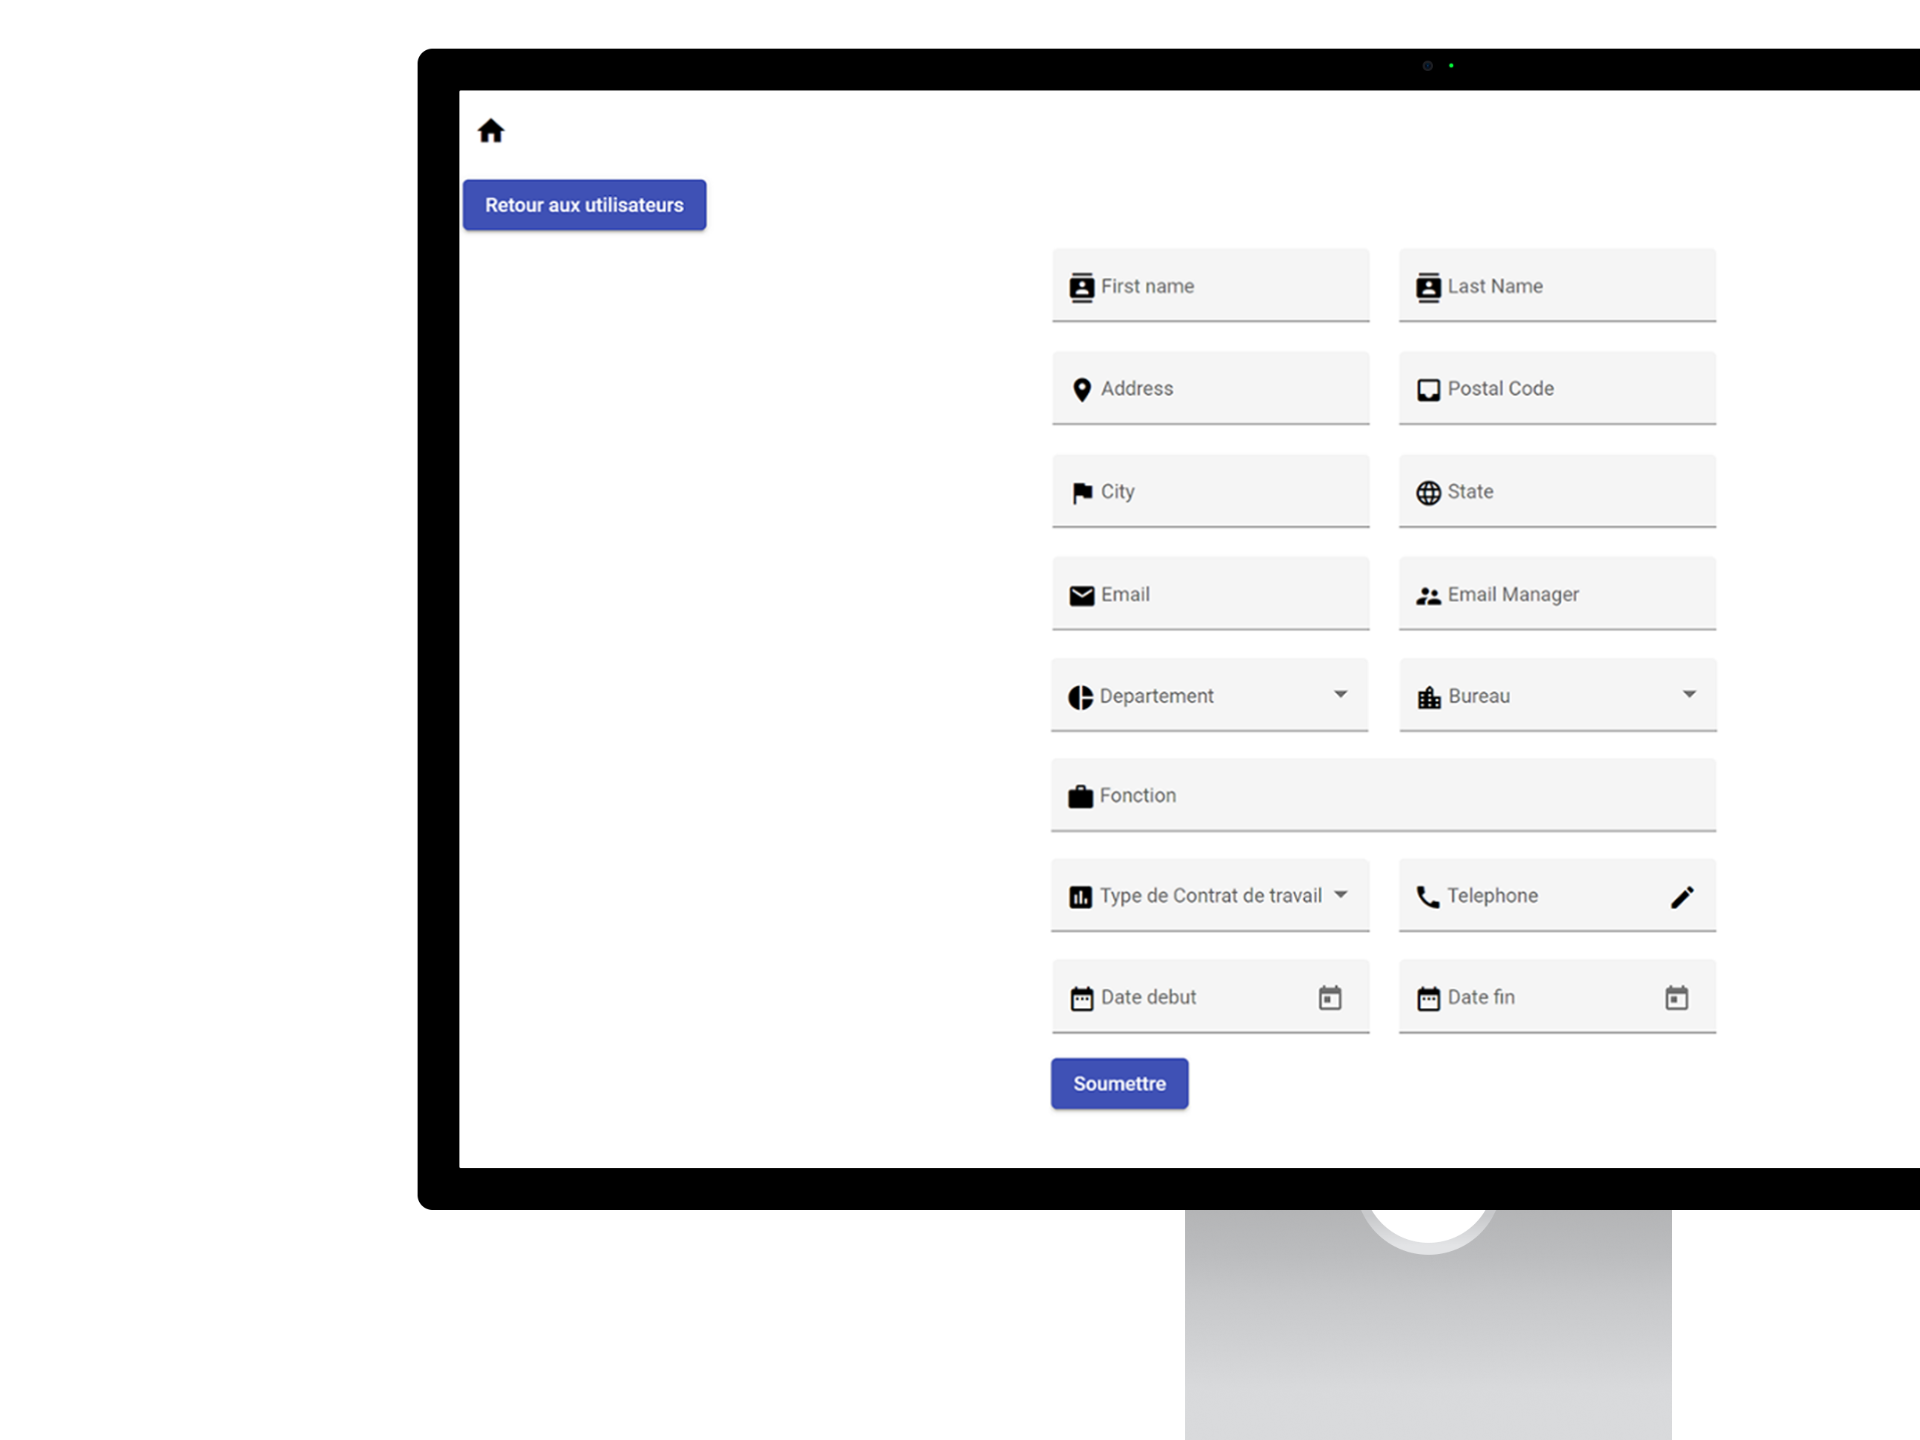 Retour aux utilisateurs
First name
Last Name
Address
Postal Code
City
State
Email
Email Manager
Departement
Bureau
Fonction
Type de Contrat de travail
Telephone
Date debut
Date fin
Soumettre